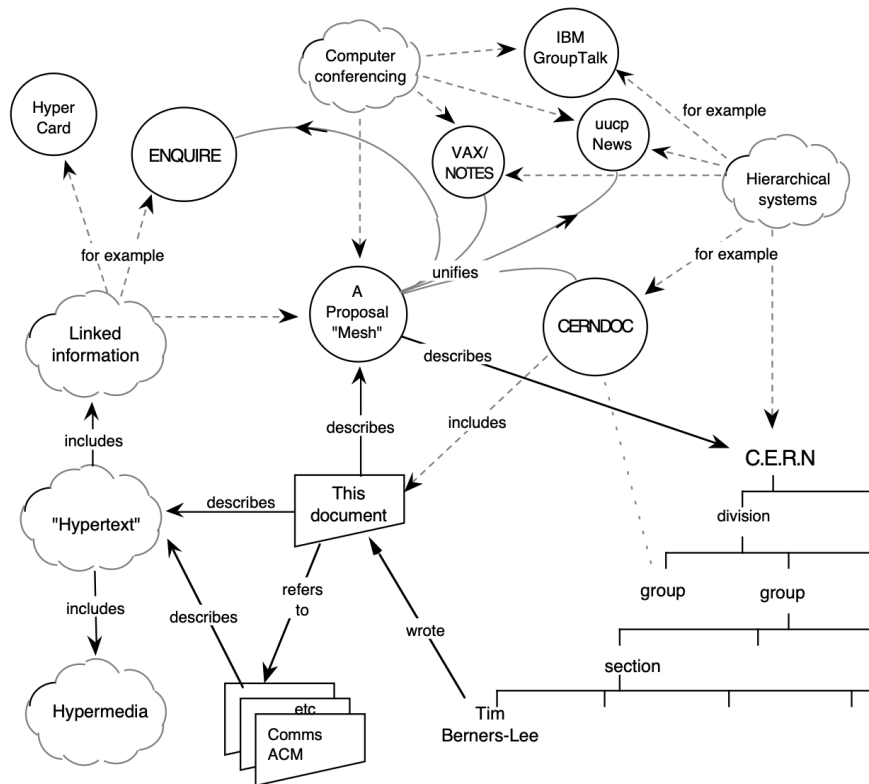 IBM
GroupTalk
Computer
conferencing
Hyper
Card
for example
uucp
News
ENQUIRE
VAX/
NOTES
Hierarchical
systems
for example
for example
unifies
A
Proposal
"Mesh"
CERNDOC
Linked
information
describes
includes
describes
includes
C.E.R.N
This
document
describes
"Hypertext"
division
refers
to
group
group
includes
describes
wrote
section
Hypermedia
etc
Tim
Berners-Lee
Comms
ACM